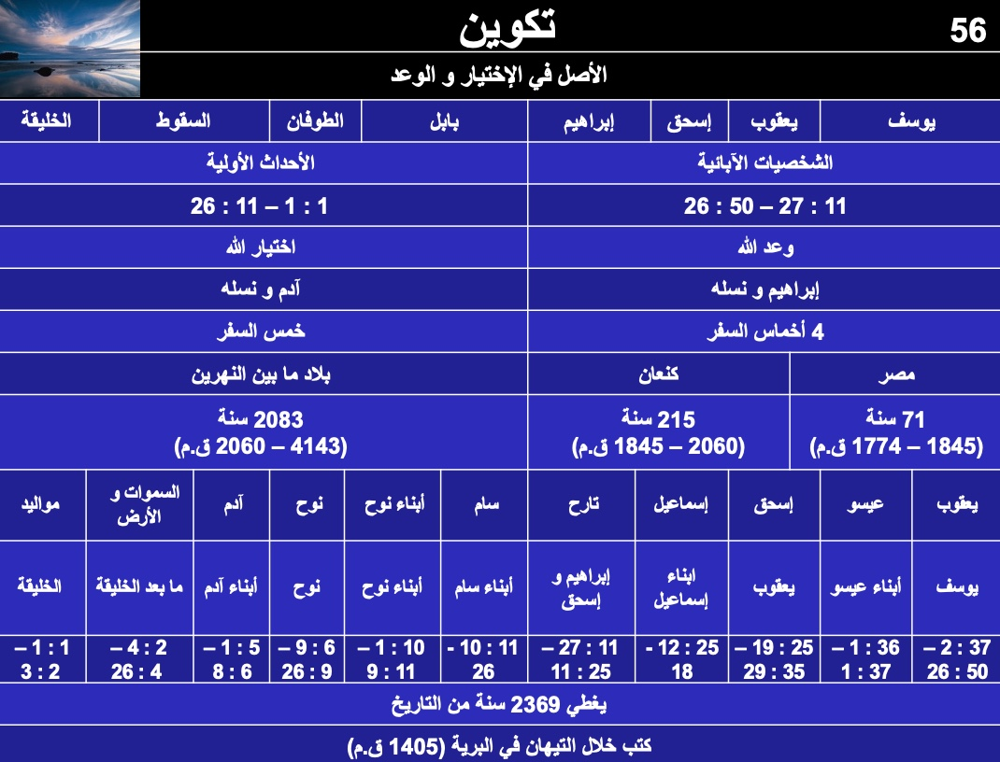 56
تكوين
الأصل في الإختيار و الوعد
يوسف يعقوب إسحق إبراهيم بابل الطوفان السقوط الخليقة
الشخصيات الآبائية الأحداث الأولية
11 : 27 – 50 : 26 1 : 1 – 11 : 26
وعد الله اختيار الله
إبراهيم و نسله آدم و نسله
4 أخماس السفر خمس السفر
مصر كنعان بلاد ما بين النهرين
71 سنة 215 سنة 2083 سنة
(1845 – 1774 ق.م) (2060 – 1845 ق.م) (4143 – 2060 ق.م)
يعقوب عيسو إسحق إسماعيل تارح سام أبناء نوح نوح آدم السموات و الأرض مواليد
يوسف أبناء عيسو يعقوب ابناء إسماعيل إبراهيم و إسحق أبناء سام أبناء نوح نوح أبناء آدم ما بعد الخليقة الخليقة
37 : 2 – 36 : 1 – 25 : 19 – 25 : 12 - 11 : 27 – 11 : 10 - 10 : 1 – 6 : 9 – 5 : 1 – 2 : 4 – 1 : 1 –
50 : 26 37 : 1 35 : 29 18 25 : 11 26 11 : 9 9 : 26 6 : 8 4 : 26 2 : 3
يغطي 2369 سنة من التاريخ
كتب خلال التيهان في البرية (1405 ق.م)